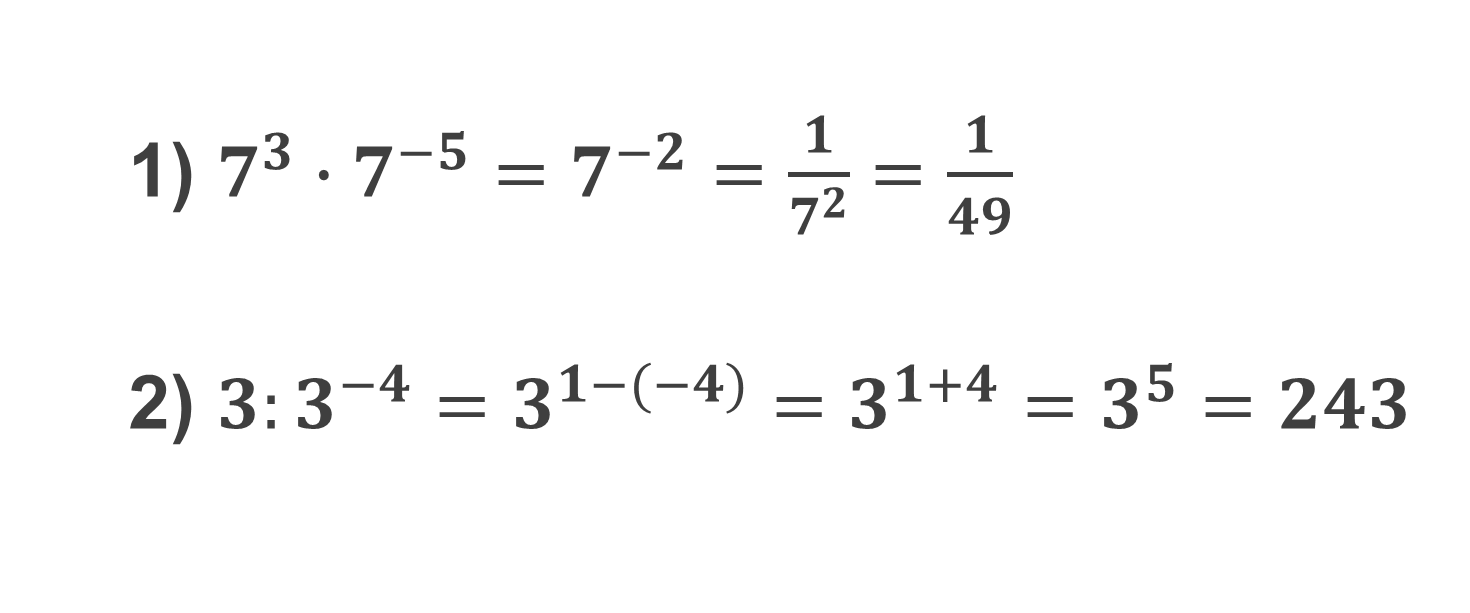 1) 7³ · 7⁻⁵ = 7⁻² = 1/7² = 1/49
2) 3 : 3⁻⁴ = 3¹⁻⁽⁻⁴⁾ = 3¹⁺⁴ = 3⁵ = 243